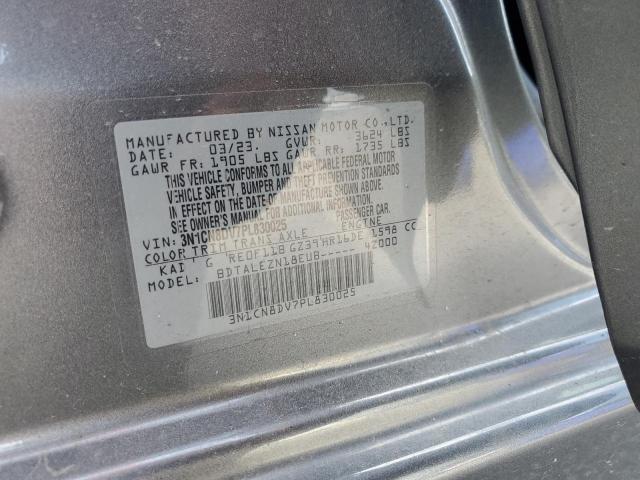 MANUFACTURED BY NISSAN MOTOR CO.,LTD.
DATE: 03/23. GVWR: 3624 LBS
GAWR FR: 1905 LBS GAWR RR: 1735 LBS
THIS VEHICLE CONFORMS TO ALL APPLICABLE FEDERAL MOTOR
VEHICLE SAFETY, BUMPER AND THEFT PREVENTION STANDARDS
IN EFFECT ON THE DATE OF MANUFACTURE SHOWN ABOVE.
SEE OWNER'S MANUAL FOR ADDITIONAL INFORMATION.
VIN: 3N1CN8DV7PL830025 PASSENGER CAR.
COLOR TRIM TRANS AXLE ENGINE
KAI G RE0F11B GZ39 HR16DE 1598 CC
MODEL: BDTALEZN18EUB----- 42000
3N1CN8DV7PL830025